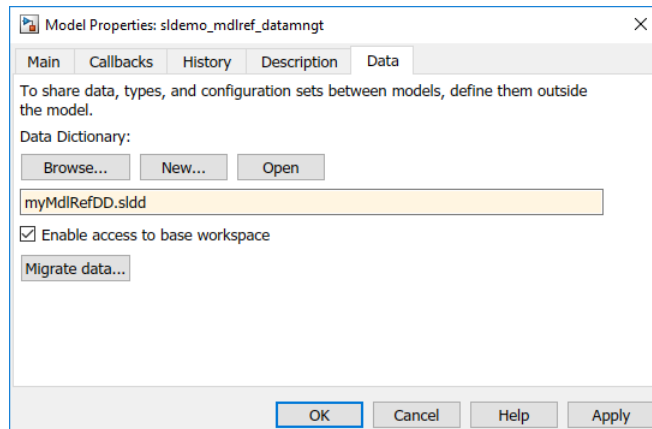 Model Properties: sldemo_mdlref_datamngt
Main Callbacks History Description Data
To share data, types, and configuration sets between models, define them outside
the model.
Data Dictionary:
Browse... New... Open
myMdlRefDD.sldd
Enable access to base workspace
Migrate data...
OK Cancel Help Apply